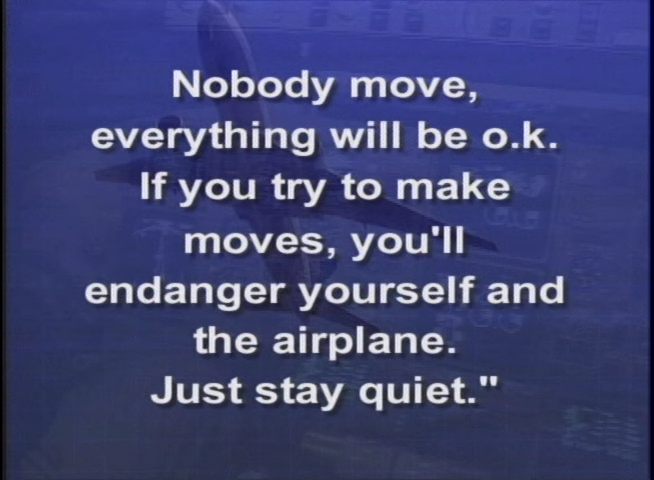 Nobody move,
everything will be o.k.
If you try to make
moves, you'll
endanger yourself and
the airplane.
Just stay quiet."